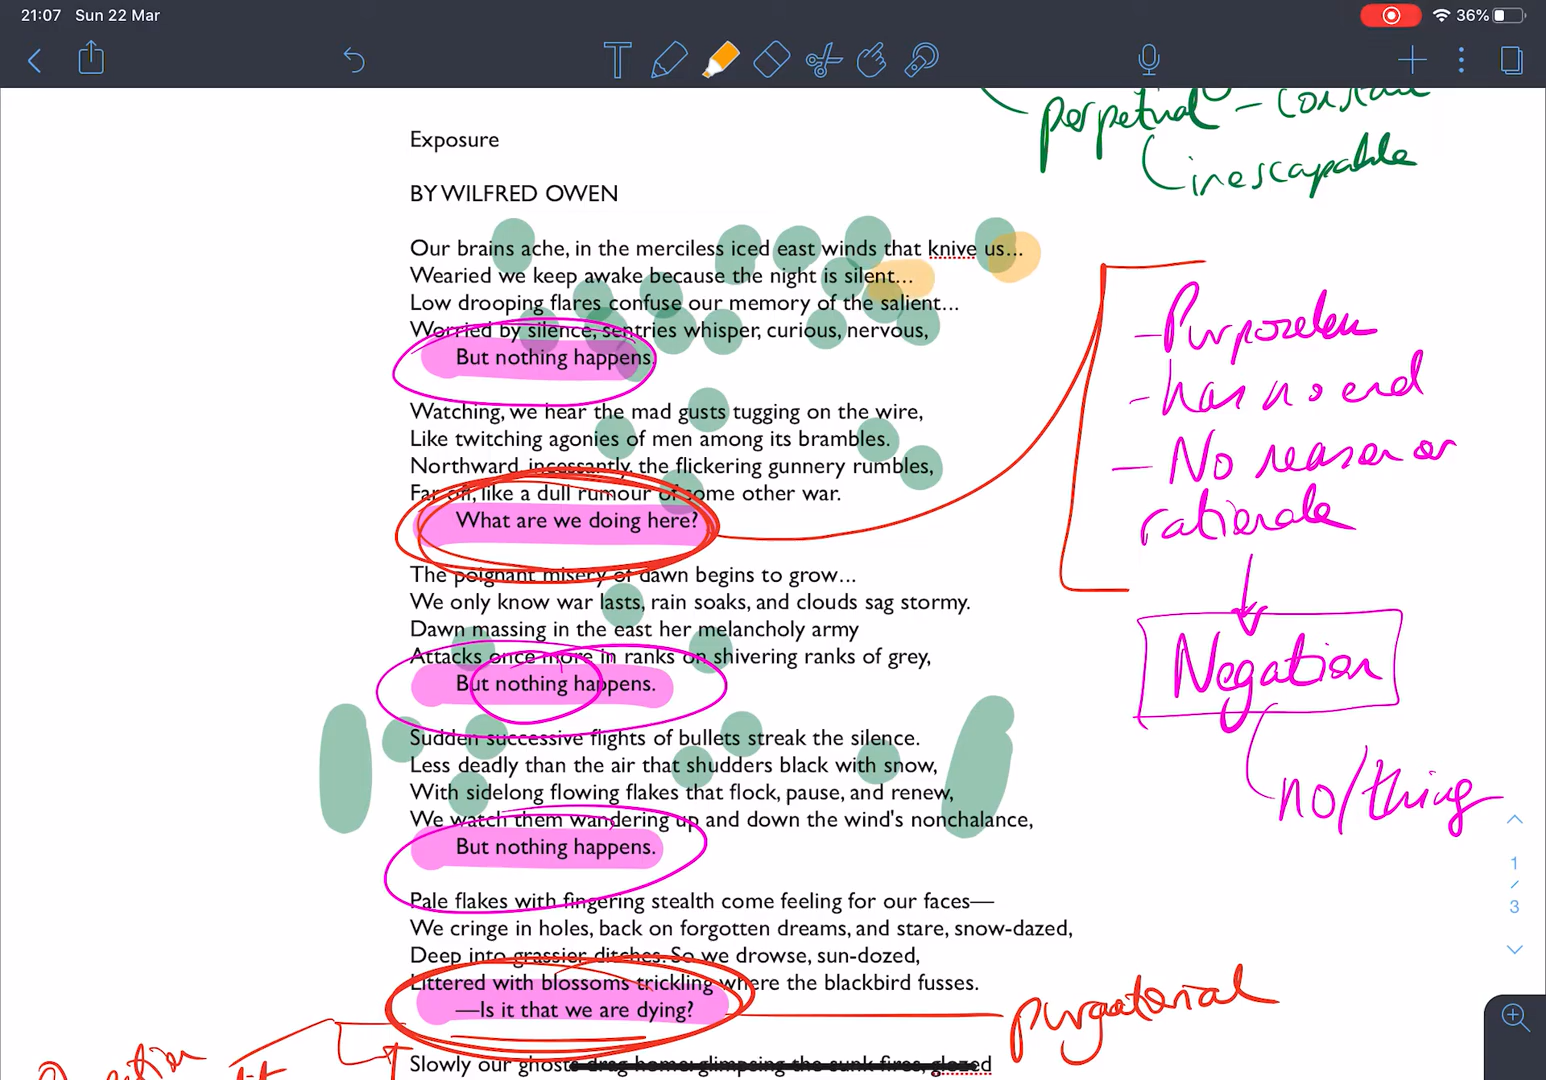 21:07 Sun 22 Mar
36%
perpetual – constant
inescapable
Exposure
BY WILFRED OWEN
Our brains ache, in the merciless iced east winds that knive us...
Wearied we keep awake because the night is silent...
Low drooping flares confuse our memory of the salient...
Worried by silence, sentries whisper, curious, nervous,
But nothing happens.
Watching, we hear the mad gusts tugging on the wire,
Like twitching agonies of men among its brambles.
Northward, incessantly, the flickering gunnery rumbles,
Far off, like a dull rumour of some other war.
What are we doing here?
The poignant misery of dawn begins to grow...
We only know war lasts, rain soaks, and clouds sag stormy.
Dawn massing in the east her melancholy army
Attacks once more in ranks on shivering ranks of grey,
But nothing happens.
Sudden successive flights of bullets streak the silence.
Less deadly than the air that shudders black with snow,
With sidelong flowing flakes that flock, pause, and renew,
We watch them wandering up and down the wind's nonchalance,
But nothing happens.
Pale flakes with fingering stealth come feeling for our faces—
We cringe in holes, back on forgotten dreams, and stare, snow-dazed,
Deep into grassier ditches. So we drowse, sun-dozed,
Littered with blossoms trickling where the blackbird fusses.
—Is it that we are dying?
Slowly our ghosts drag home: glimpsing the sunk fires, glozed
- Purposeless
- has no end
- No reason or
rationale
Negation
no/thing
1
/
3
purgatorial